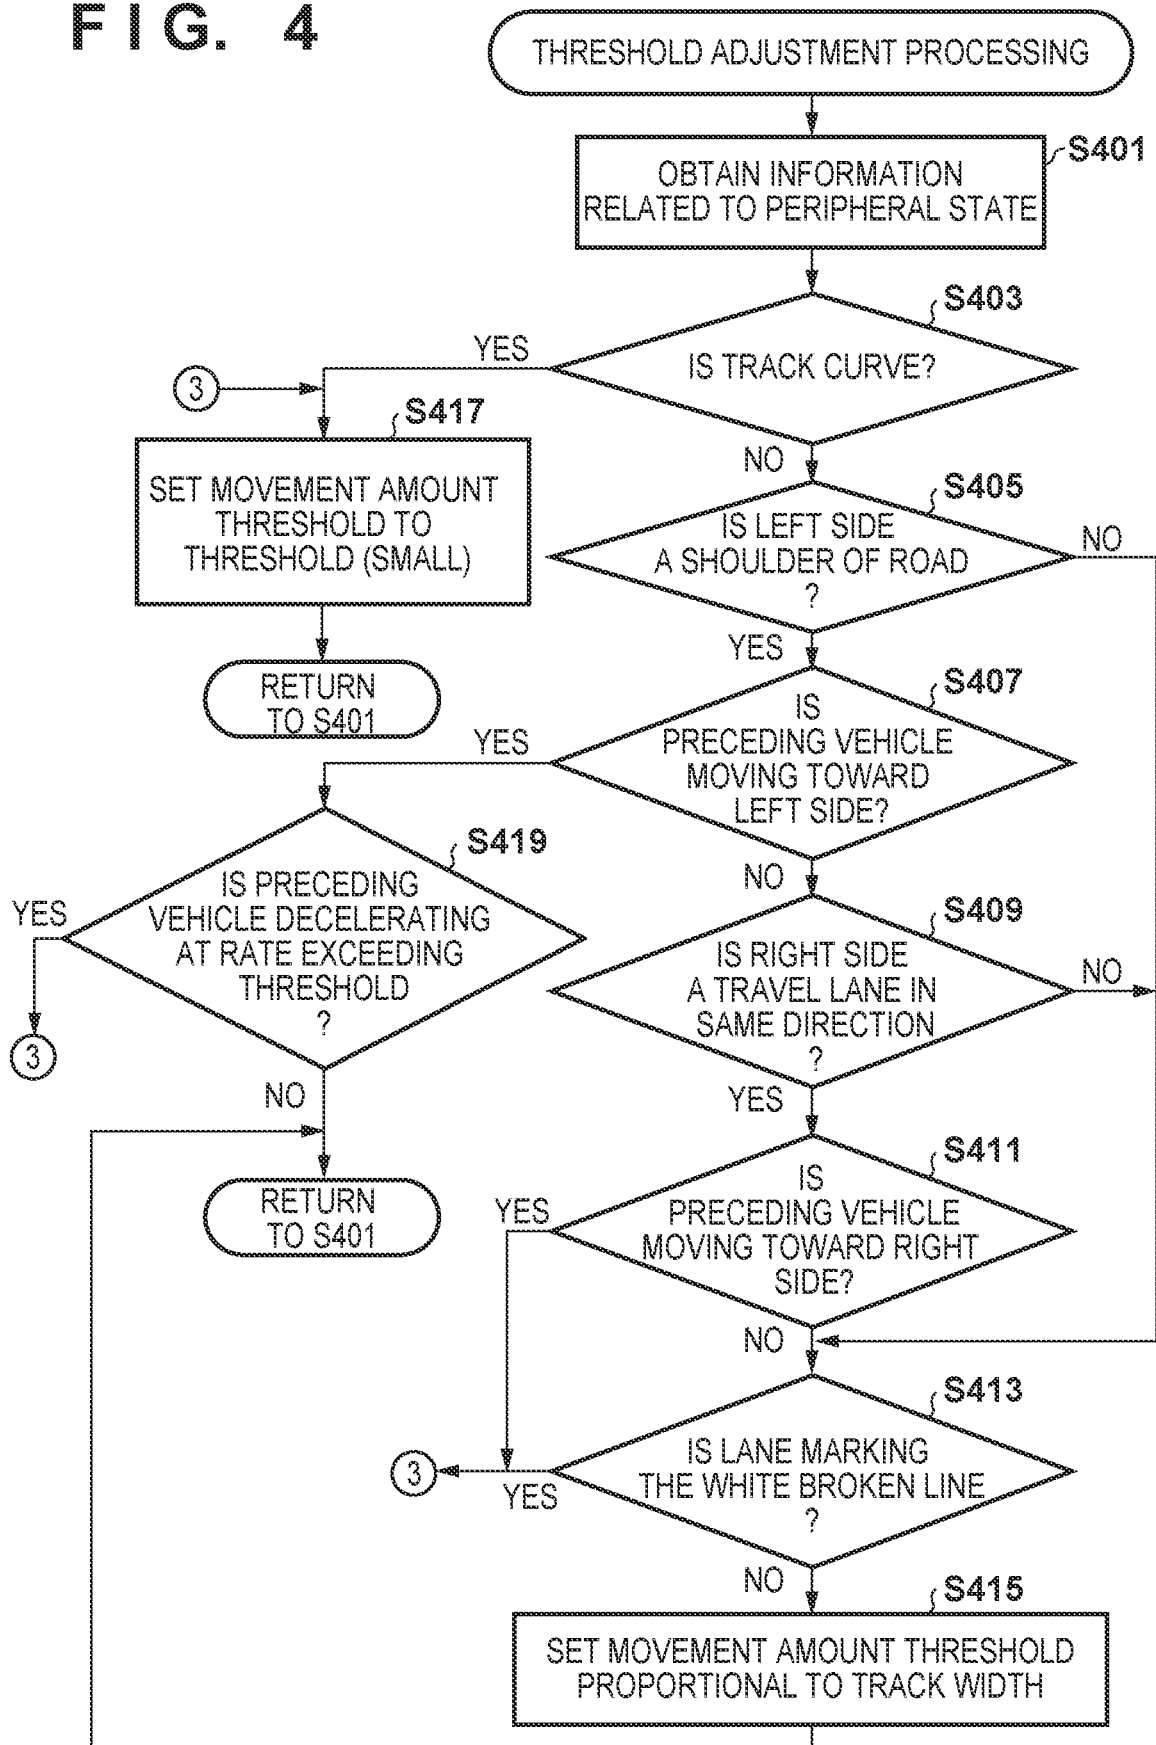 FIG. 4
THRESHOLD ADJUSTMENT PROCESSING
S401
OBTAIN INFORMATION
RELATED TO PERIPHERAL STATE
S403
YES
IS TRACK CURVE?
3
S417
NO
SET MOVEMENT AMOUNT
THRESHOLD TO
THRESHOLD (SMALL)
S405
IS LEFT SIDE
A SHOULDER OF ROAD
?
NO
YES
RETURN
TO S401
S407
YES
IS
PRECEDING VEHICLE
MOVING TOWARD
LEFT SIDE?
S419
NO
YES
IS PRECEDING
VEHICLE DECELERATING
AT RATE EXCEEDING
THRESHOLD
?
S409
IS RIGHT SIDE
A TRAVEL LANE IN
SAME DIRECTION
?
NO
3
NO
YES
S411
RETURN
TO S401
YES
IS
PRECEDING VEHICLE
MOVING TOWARD RIGHT
SIDE?
NO
S413
3
YES
IS LANE MARKING
THE WHITE BROKEN LINE
?
NO
S415
SET MOVEMENT AMOUNT THRESHOLD
PROPORTIONAL TO TRACK WIDTH